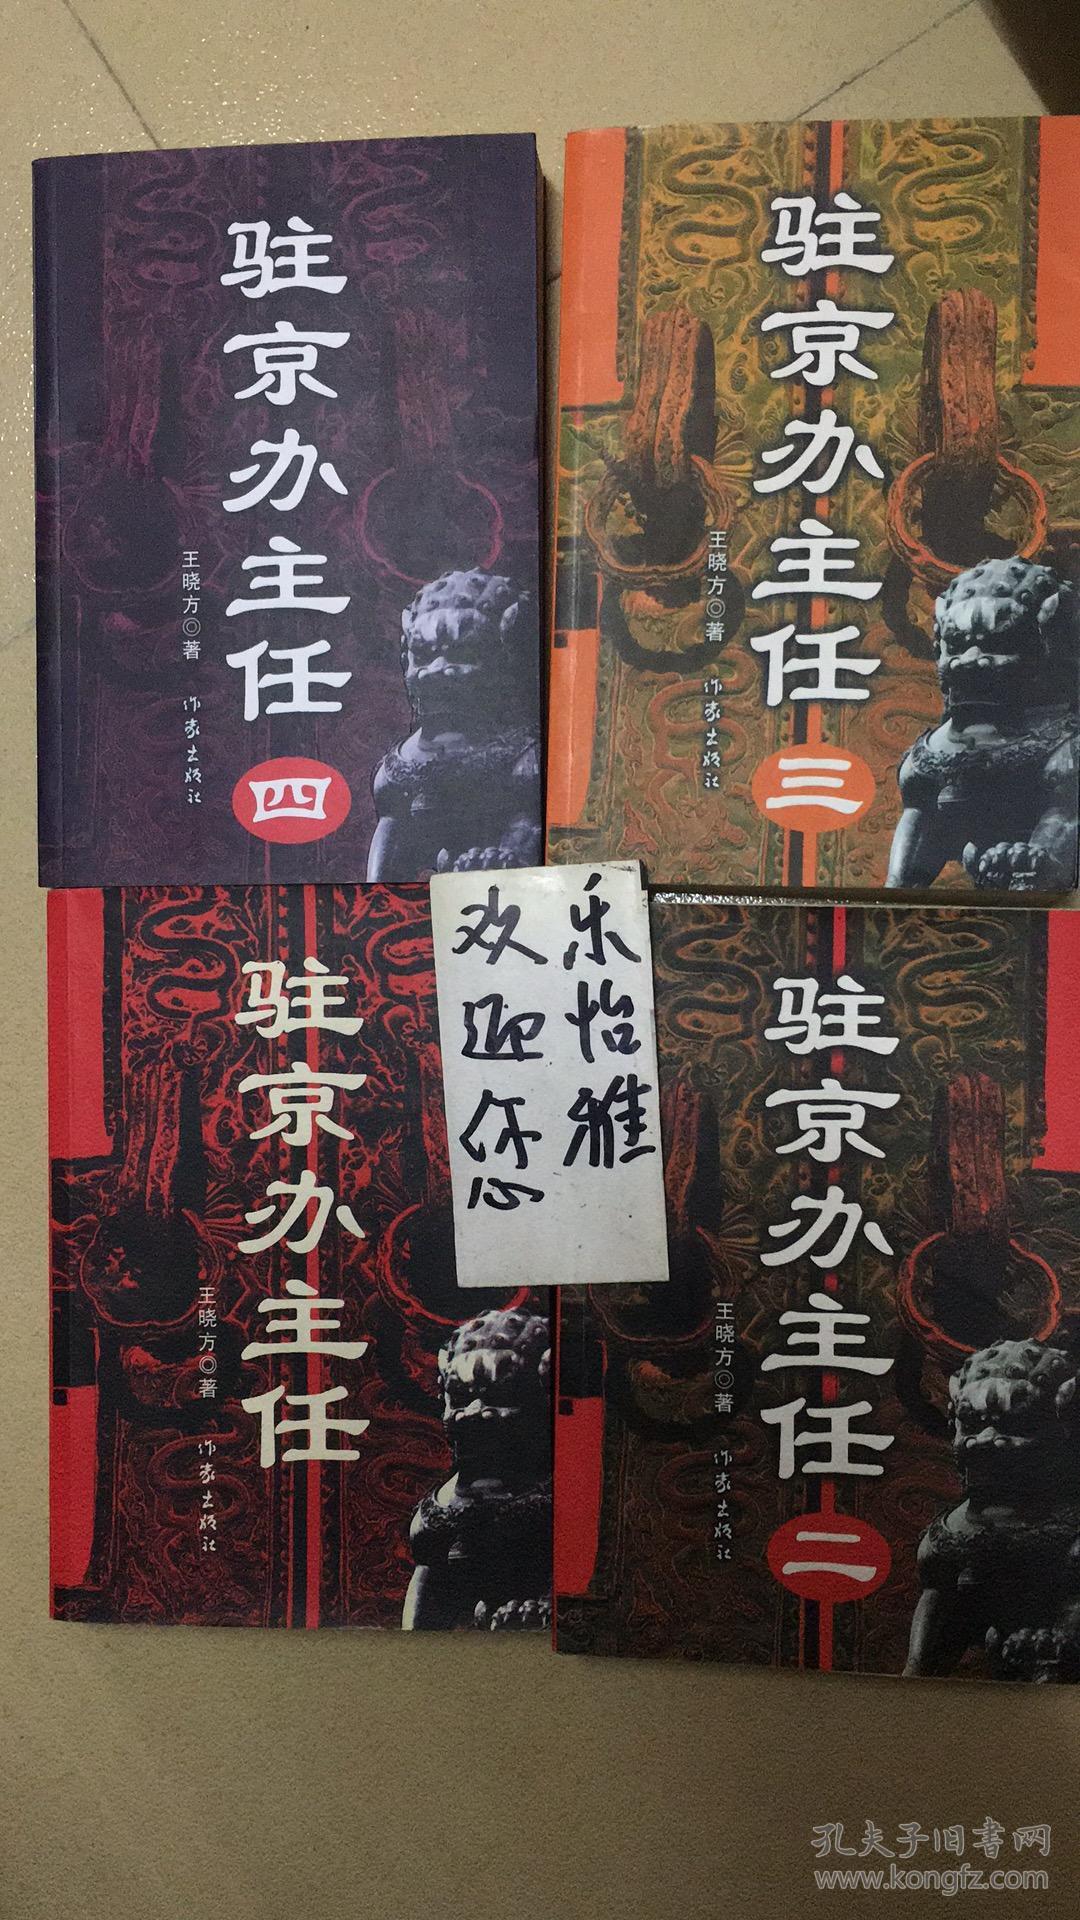 驻京办主任
四
王晓方◎著
作家出版社
驻京办主任
三
王晓方◎著
作家出版社
乐怡雅
欢迎您
驻京办主任
王晓方◎著
作家出版社
驻京办主任
二
王晓方◎著
作家出版社
孔夫子旧书网
www.kongfz.com